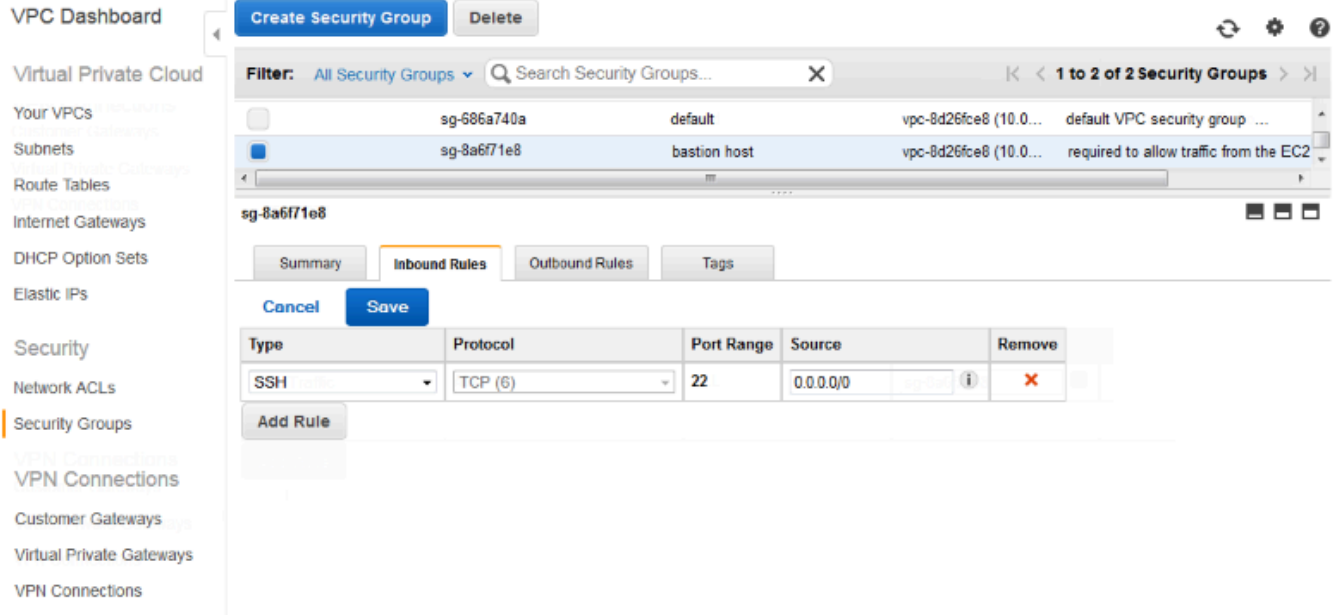 VPC Dashboard
Create Security Group Delete
Virtual Private Cloud
Filter: All Security Groups Search Security Groups... 1 to 2 of 2 Security Groups
Your VPCs
sg-686a740a default vpc-8d26fce8 (10.0... default VPC security group ...
Subnets
sg-8a6f71e8 bastion host vpc-8d26fce8 (10.0... required to allow traffic from the EC2
Route Tables
Internet Gateways
sg-8a6f71e8
DHCP Option Sets
Summary Inbound Rules Outbound Rules Tags
Elastic IPs
Cancel Save
Security
Type Protocol Port Range Source Remove
Network ACLs
SSH TCP (6) 22 0.0.0.0/0
Security Groups
Add Rule
VPN Connections
Customer Gateways
Virtual Private Gateways
VPN Connections